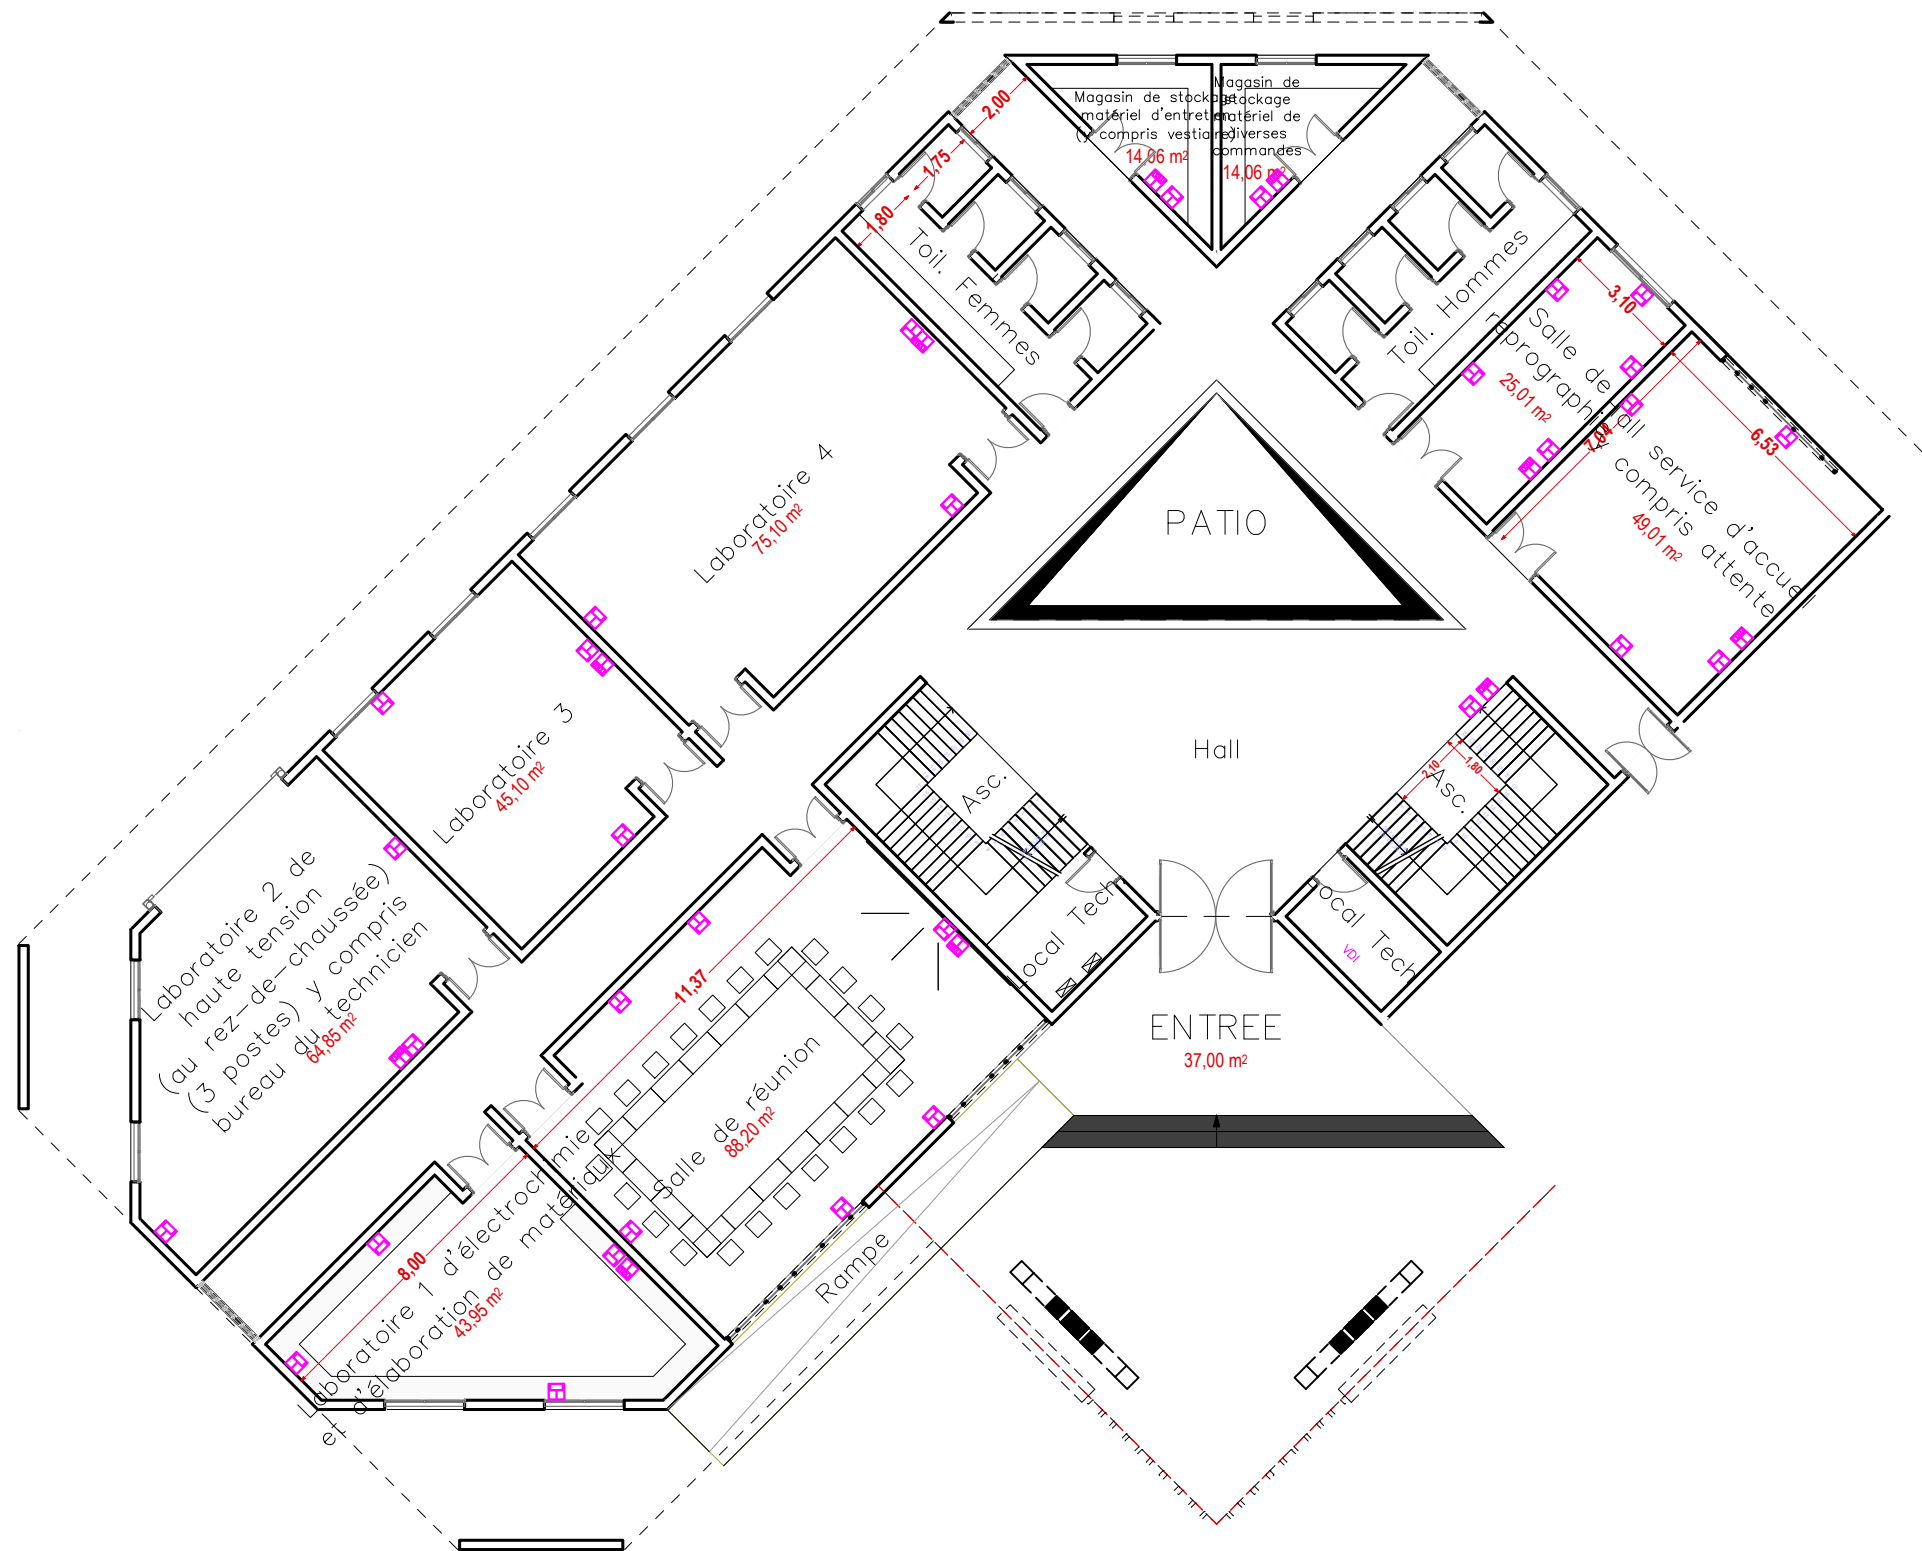 Magasin de stockage
matériel d'entretien
(y compris vestiaire)
14,06 m²
Magasin de
stockage
matériel de
diverses
commandes
14,06 m²
2,00
1,75
1,80
Toil. Femmes
Toil. Hommes
3,10
Salle de
reprographie
25,01 m²
7,04
6,53
Hall service d'accueil
y compris attente
49,01 m²
Laboratoire 4
75,10 m²
PATIO
Laboratoire 3
45,10 m²
Hall
Asc.
2,10
1,80
Asc.
Laboratoire 2 de
haute tension
(au rez-de-chaussée)
(3 postes) y compris
bureau du technicien
64,85 m²
Local Tech
Local Tech
VDI
11,37
ENTREE
37,00 m²
Salle de réunion
88,20 m²
8,00
Laboratoire 1 d'électrochimie
et d'élaboration de matériaux
43,95 m²
Rampe